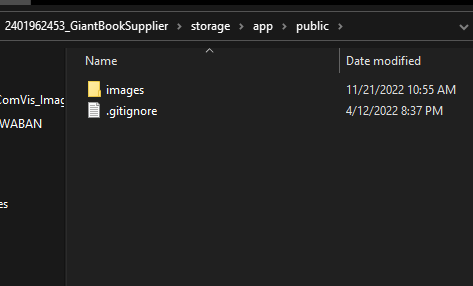 2401962453_GiantBookSupplier > storage > app > public >
Name Date modified
images 11/21/2022 10:55 AM
.gitignore 4/12/2022 8:37 PM
ComVis_Imag
WABAN
es